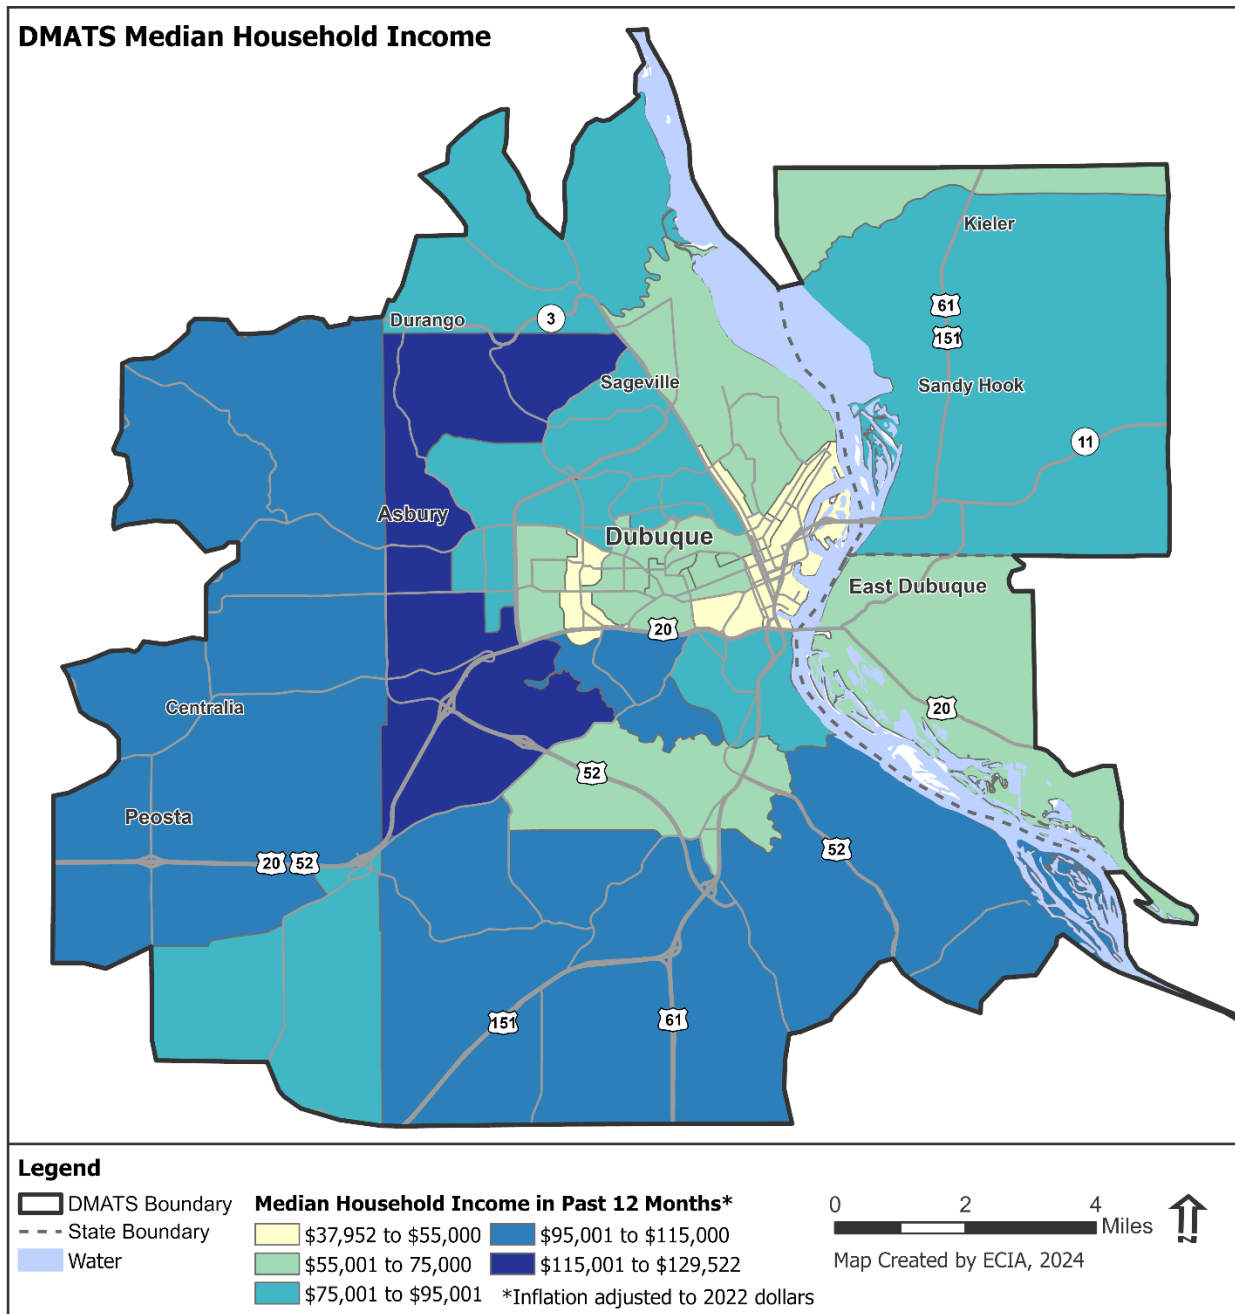 DMATS Median Household Income
Kieler
61
151
Durango
3
Sageville
Sandy Hook
11
Asbury
Dubuque
East Dubuque
20
Centralia
20
52
Peosta
20 52
52
151
61
Legend
DMATS Boundary
State Boundary
Water
Median Household Income in Past 12 Months*
$37,952 to $55,000
$55,001 to 75,000
$75,001 to $95,001
$95,001 to $115,000
$115,001 to $129,522
*Inflation adjusted to 2022 dollars
0 2 4
Miles
Map Created by ECIA, 2024
N